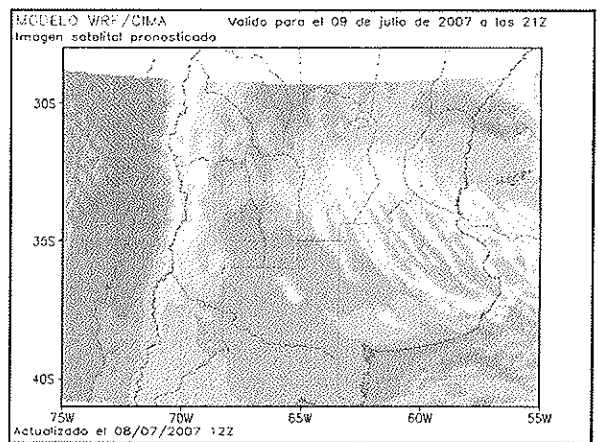 MODELO WRF/CIMA Valido para el 09 de julio de 2007 a las 21Z
Imagen satelital pronosticada
30S
35S
40S
75W 70W 65W 60W 55W
Actualizado el 08/07/2007 12Z